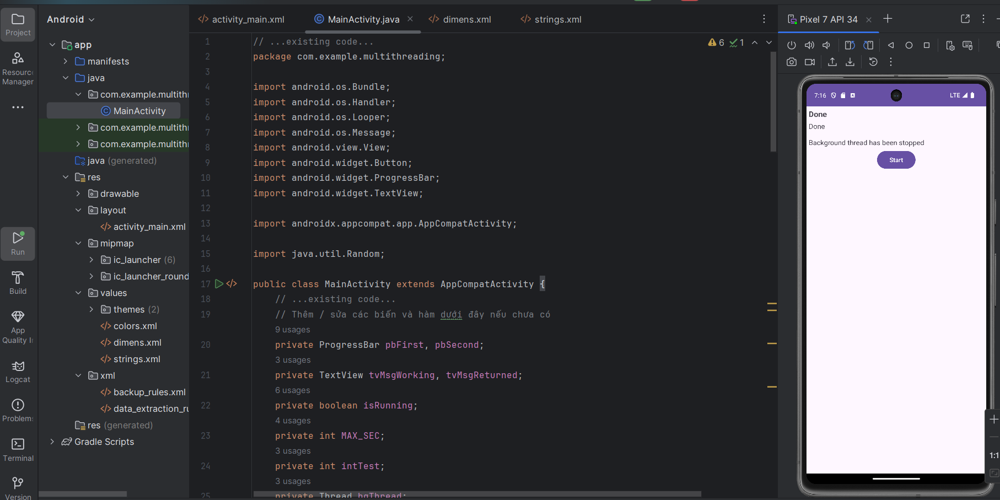 Project
Resourc
Manager
Run
Build
App
Quality I
Logcat
Problem
Terminal
Version
Android
app
manifests
java
com.example.multithr
MainActivity
com.example.multith
com.example.multith
java (generated)
res
drawable
layout
activity_main.xml
mipmap
ic_launcher (6)
ic_launcher_round
values
themes (2)
colors.xml
dimens.xml
strings.xml
xml
backup_rules.xml
data_extraction_ru
res (generated)
Gradle Scripts
activity_main.xml
MainActivity.java
dimens.xml
strings.xml
6 1
1 // ...existing code...
2 package com.example.multithreading;
3
4 import android.os.Bundle;
5 import android.os.Handler;
6 import android.os.Looper;
7 import android.os.Message;
8 import android.view.View;
9 import android.widget.Button;
10 import android.widget.ProgressBar;
11 import android.widget.TextView;
12
13 import androidx.appcompat.app.AppCompatActivity;
14
15 import java.util.Random;
16
17 public class MainActivity extends AppCompatActivity {
18 // ...existing code...
19 // Thêm / sửa các biến và hàm dưới đây nếu chưa có
9 usages
20 private ProgressBar pbFirst, pbSecond;
3 usages
21 private TextView tvMsgWorking, tvMsgReturned;
6 usages
22 private boolean isRunning;
4 usages
23 private int MAX_SEC;
3 usages
24 private int intTest;
3 usages
25 private Thread bgThread;
Pixel 7 API 34
7:16
LTE
Done
Done
Background thread has been stopped
Start
1:1